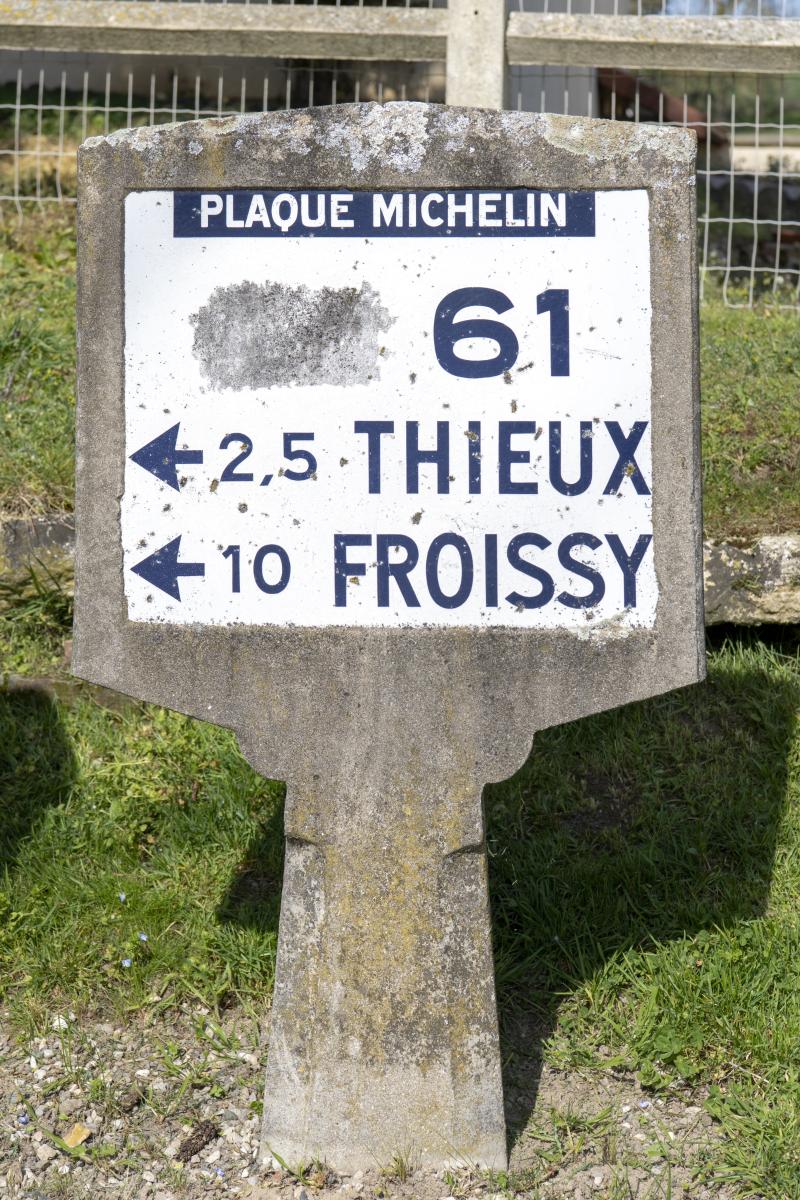 PLAQUE MICHELIN
61
← 2,5 THIEUX
← 10 FROISSY